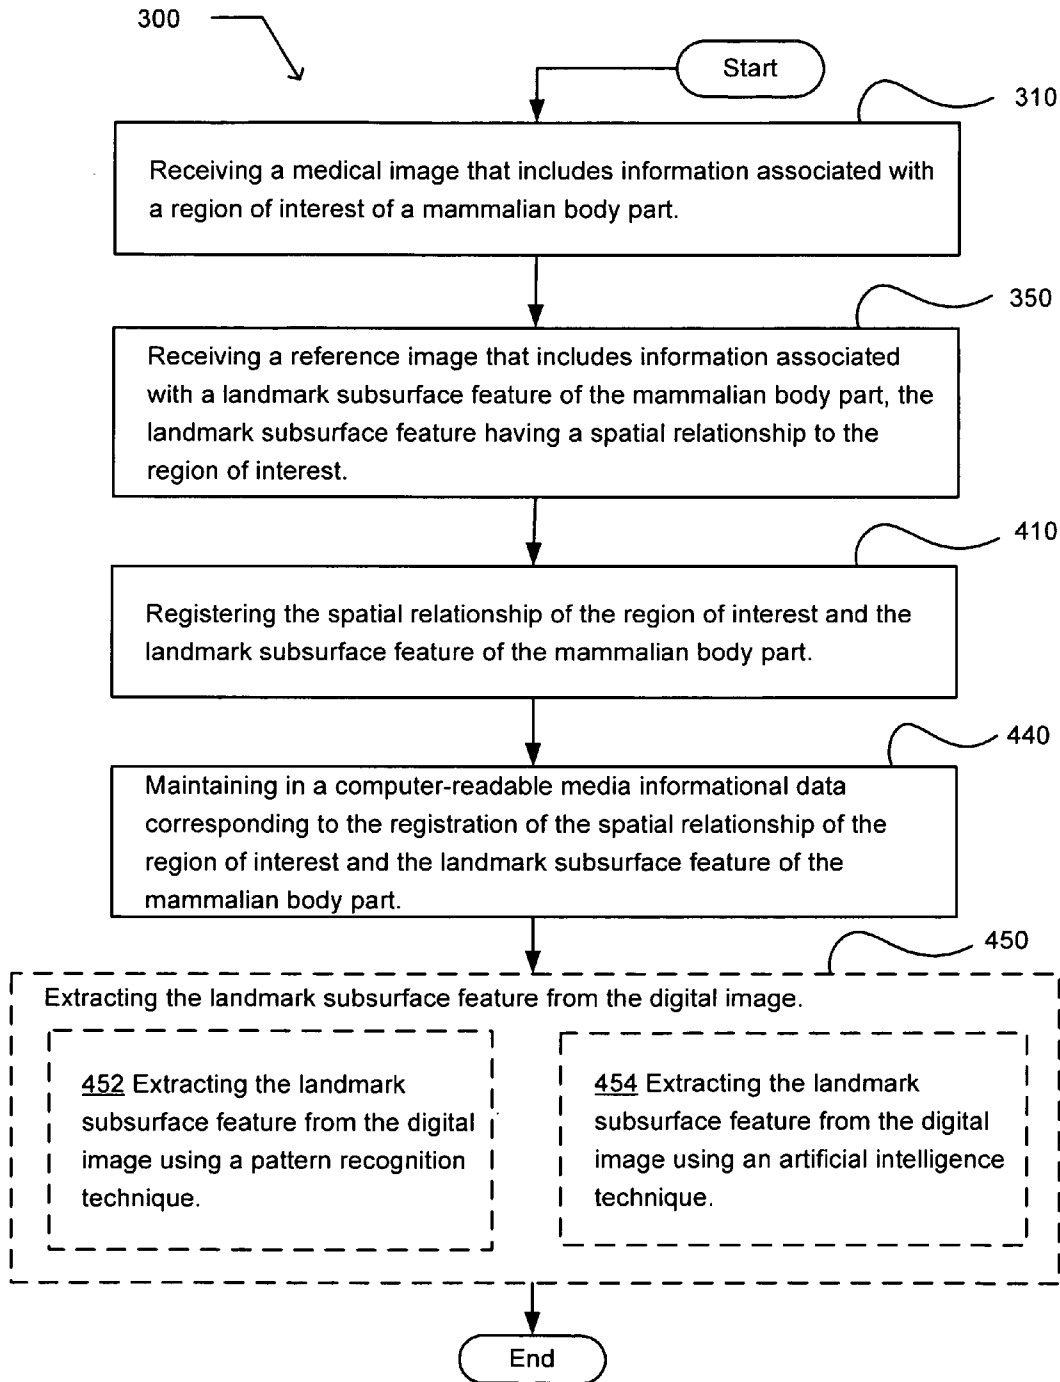 300
Start
310
Receiving a medical image that includes information associated with
a region of interest of a mammalian body part.
350
Receiving a reference image that includes information associated
with a landmark subsurface feature of the mammalian body part, the
landmark subsurface feature having a spatial relationship to the
region of interest.
410
Registering the spatial relationship of the region of interest and the
landmark subsurface feature of the mammalian body part.
440
Maintaining in a computer-readable media informational data
corresponding to the registration of the spatial relationship of the
region of interest and the landmark subsurface feature of the
mammalian body part.
450
Extracting the landmark subsurface feature from the digital image.
452 Extracting the landmark
subsurface feature from the digital
image using a pattern recognition
technique.
454 Extracting the landmark
subsurface feature from the digital
image using an artificial intelligence
technique.
End